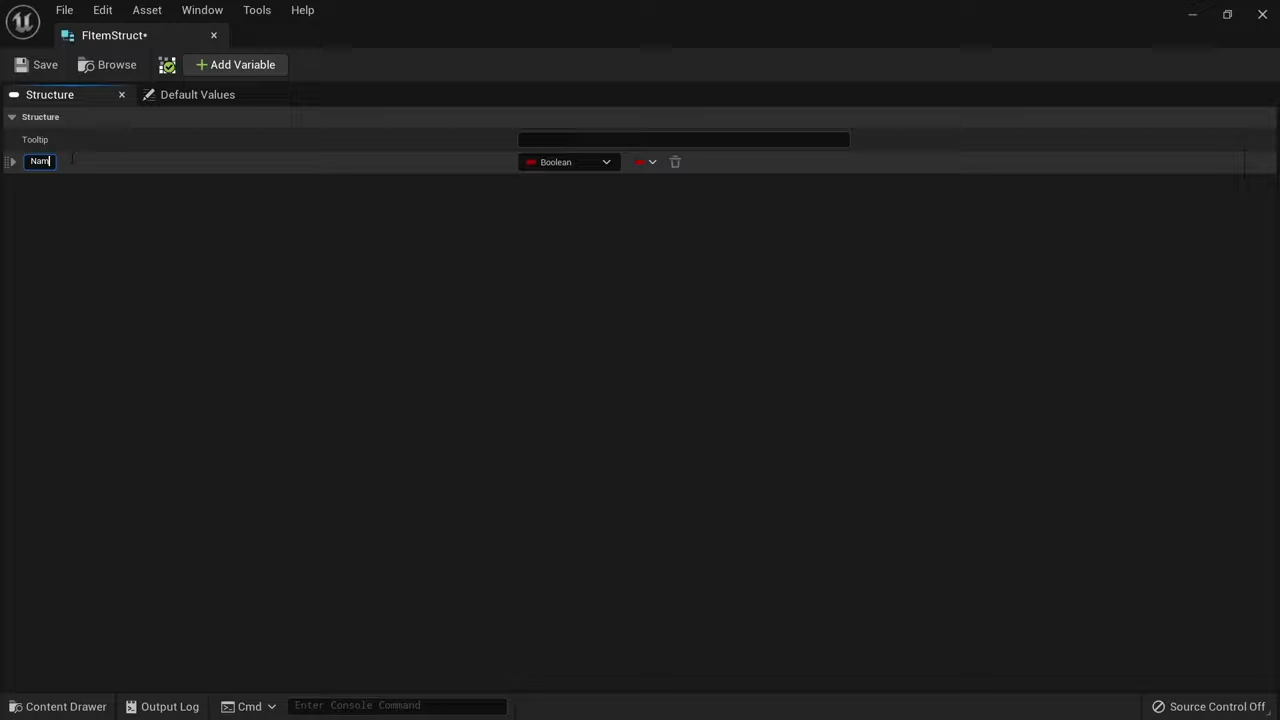 File Edit Asset Window Tools Help
FItemStruct*
Save Browse Add Variable
Structure Default Values
Structure
Tooltip
Nam Boolean
Content Drawer Output Log Cmd Enter Console Command Source Control Off